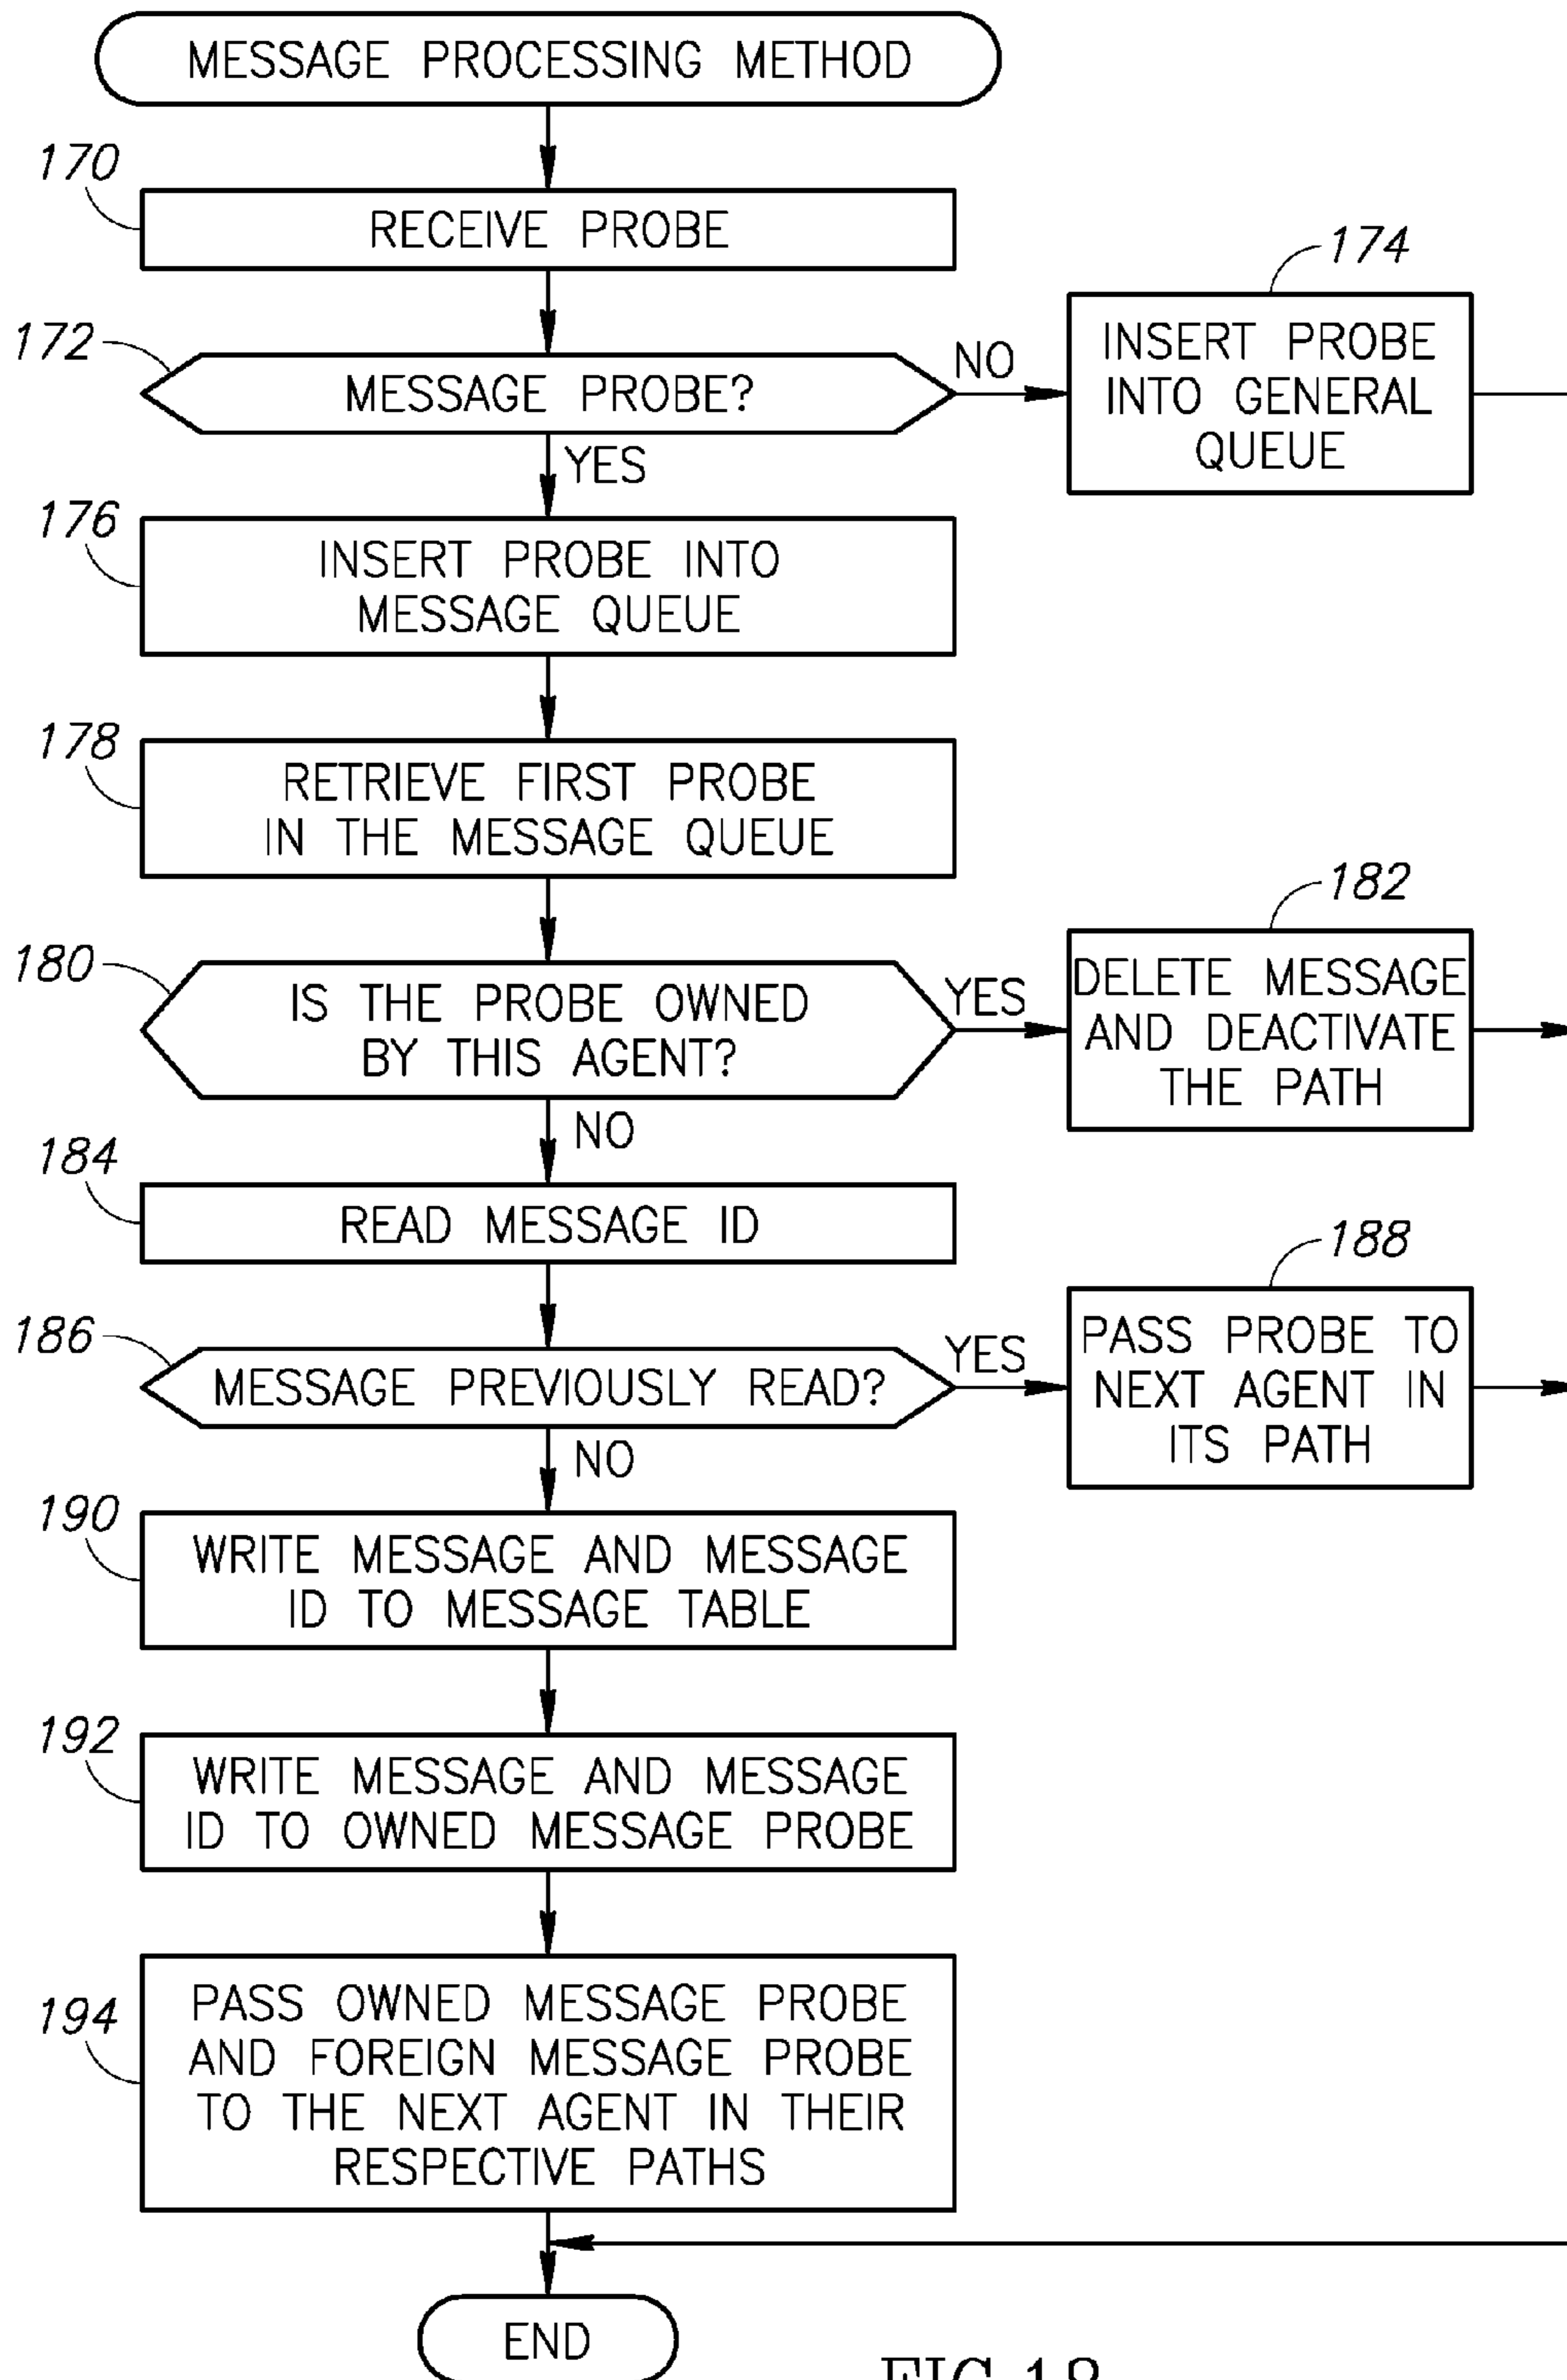 MESSAGE PROCESSING METHOD
170
RECEIVE PROBE
172
MESSAGE PROBE?
NO
174
INSERT PROBE
INTO GENERAL
QUEUE
YES
176
INSERT PROBE INTO
MESSAGE QUEUE
178
RETRIEVE FIRST PROBE
IN THE MESSAGE QUEUE
180
IS THE PROBE OWNED
BY THIS AGENT?
YES
182
DELETE MESSAGE
AND DEACTIVATE
THE PATH
NO
184
READ MESSAGE ID
186
MESSAGE PREVIOUSLY READ?
YES
188
PASS PROBE TO
NEXT AGENT IN
ITS PATH
NO
190
WRITE MESSAGE AND MESSAGE
ID TO MESSAGE TABLE
192
WRITE MESSAGE AND MESSAGE
ID TO OWNED MESSAGE PROBE
194
PASS OWNED MESSAGE PROBE
AND FOREIGN MESSAGE PROBE
TO THE NEXT AGENT IN THEIR
RESPECTIVE PATHS
END
FIG.18